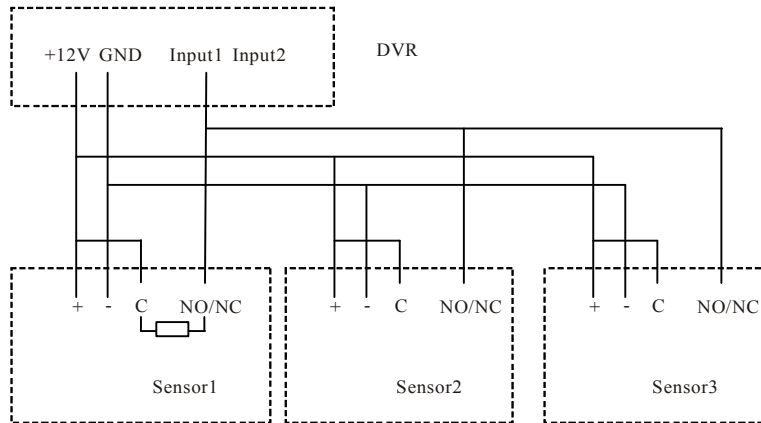 +12V GND Input1 Input2 DVR
+ - C NO/NC + - C NO/NC + - C NO/NC
Sensor1 Sensor2 Sensor3